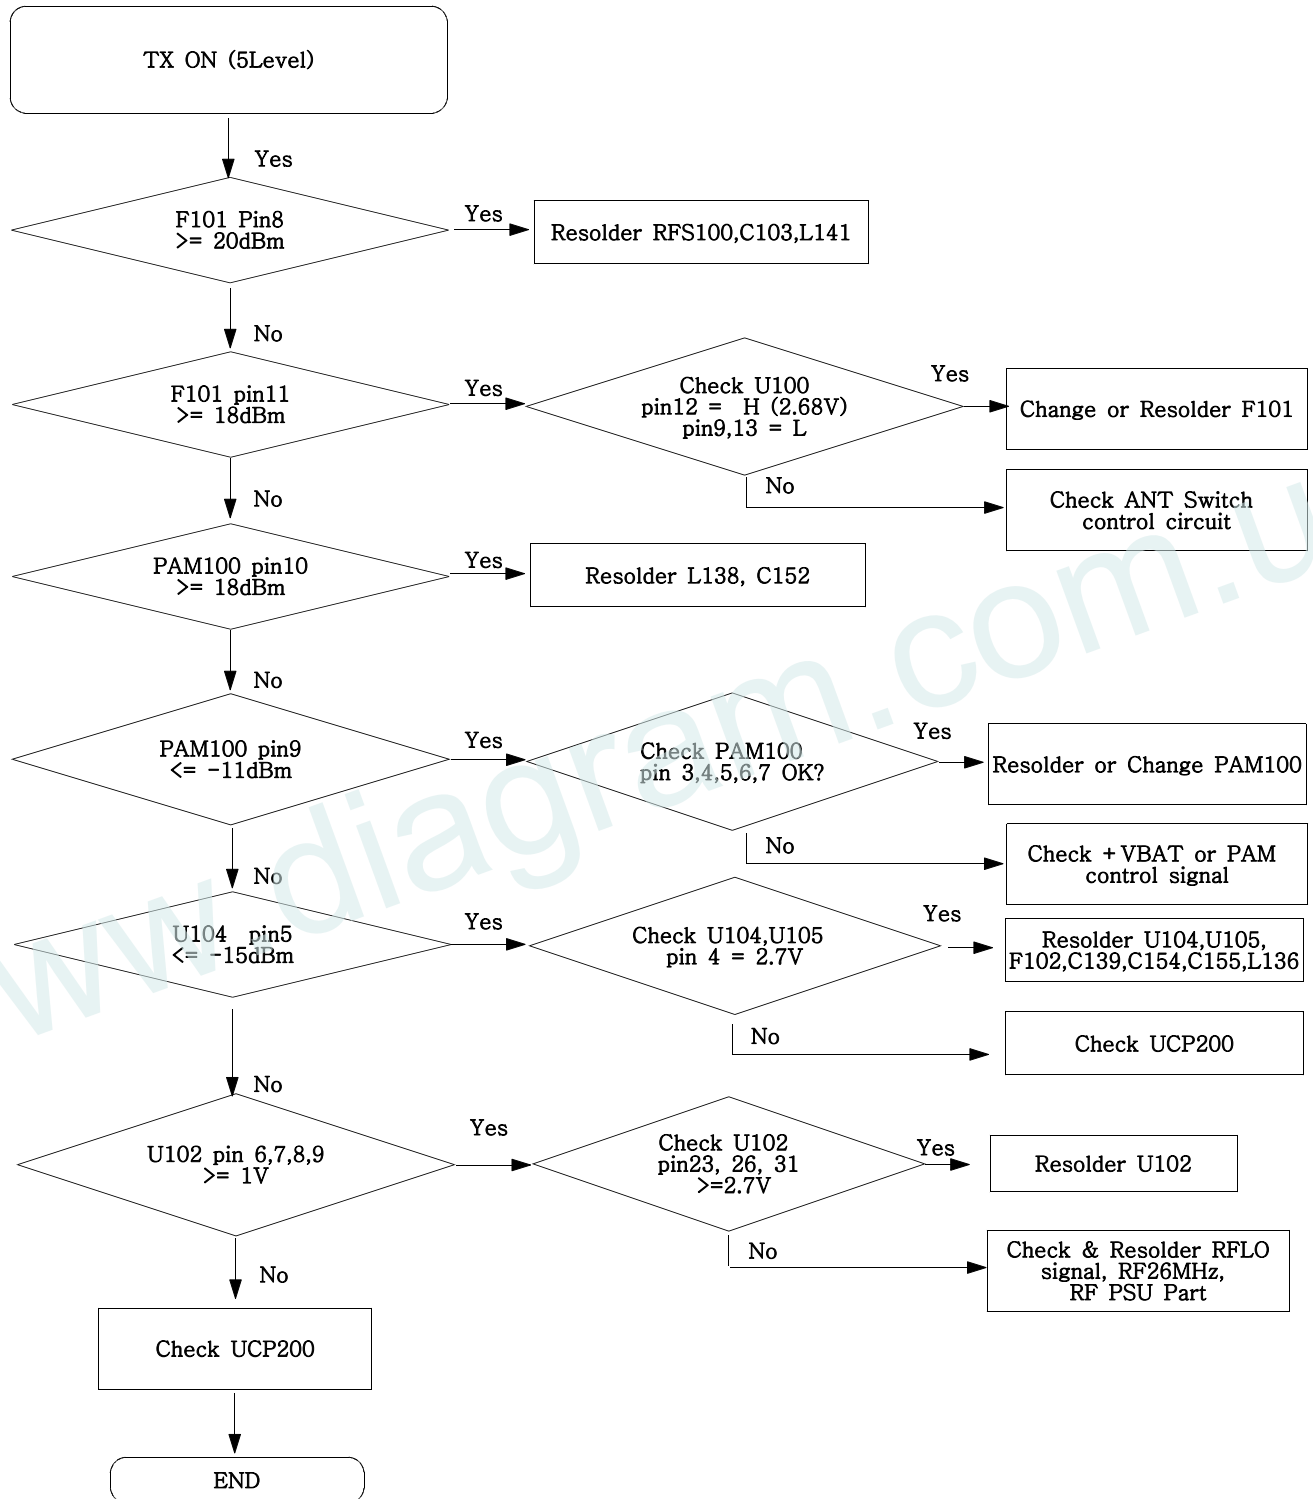 TX ON (5Level)
Yes
F101 Pin8
>= 20dBm
Yes
Resolder RFS100,C103,L141
No
F101 pin11
>= 18dBm
Yes
Check U100
pin12 =  H (2.68V)
pin9,13 = L
Yes
Change or Resolder F101
No
Check ANT Switch
control circuit
No
PAM100 pin10
>= 18dBm
Yes
Resolder L138, C152
No
PAM100 pin9
<= -11dBm
Yes
Check PAM100
pin 3,4,5,6,7 OK?
Yes
Resolder or Change PAM100
No
Check +VBAT or PAM
control signal
No
U104  pin5
<= -15dBm
Yes
Check U104,U105
pin 4 = 2.7V
Yes
Resolder U104,U105,
F102,C139,C154,C155,L136
No
Check UCP200
No
U102 pin 6,7,8,9
>= 1V
Yes
Check U102
pin23, 26, 31
>=2.7V
Yes
Resolder U102
No
Check & Resolder RFLO
signal, RF26MHz,
RF PSU Part
No
Check UCP200
END
w.diagram.com.u